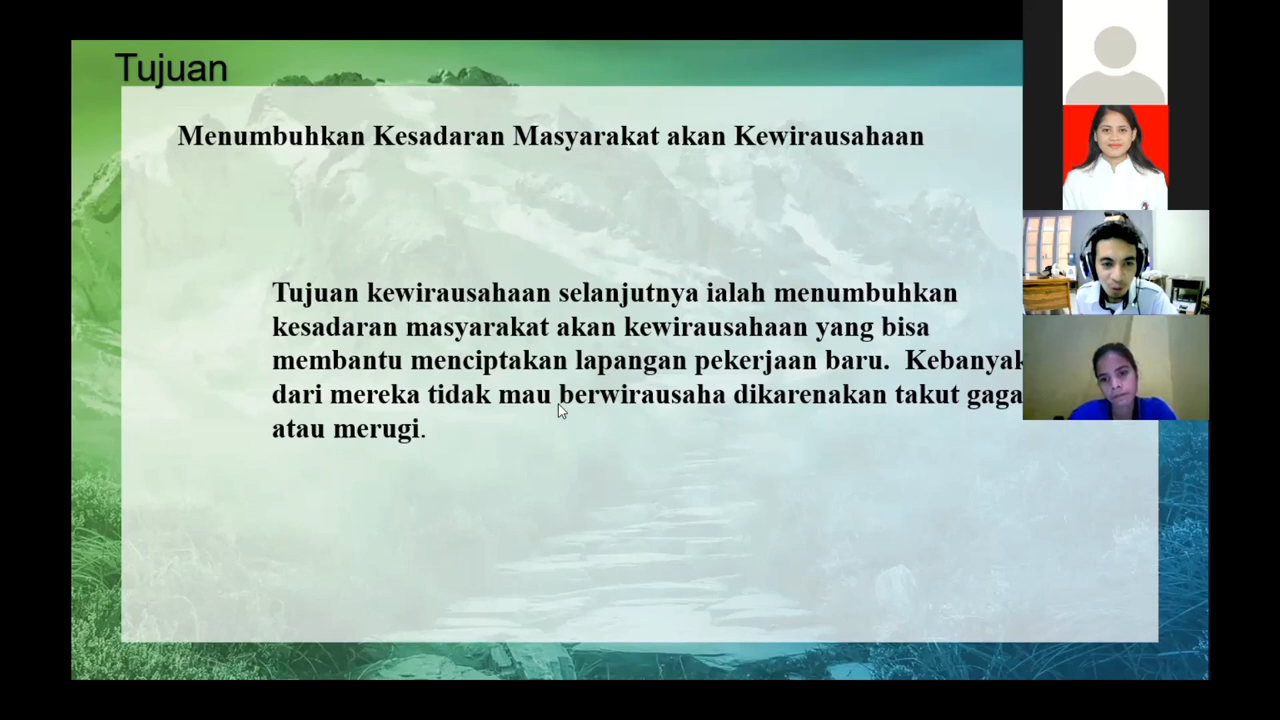 Tujuan
Menumbuhkan Kesadaran Masyarakat akan Kewirausahaan
Tujuan kewirausahaan selanjutnya ialah menumbuhkan
kesadaran masyarakat akan kewirausahaan yang bisa
membantu menciptakan lapangan pekerjaan baru. Kebanyak
dari mereka tidak mau berwirausaha dikarenakan takut gaga
atau merugi.